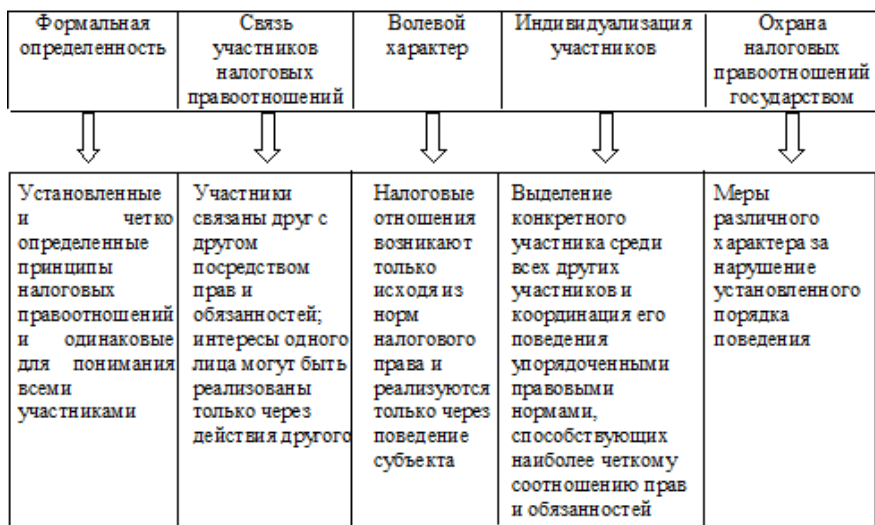 Формальная
определенность
Связь
участников
налоговых
правоотношений
Волевой
характер
Индивидуализация
участников
Охрана
налоговых
правоотношений
государством
Установленные
и четко
определенные
принципы
налоговых
правоотношений
и одинаковые
для понимания
всеми
участниками
Участники
связаны друг с
другом
посредством
прав и
обязанностей;
интересы одного
лица могут быть
реализованы
только через
действия другого
Налоговые
отношения
возникают
только
исходя из
норм
налогового
права и
реализуются
только через
поведение
субъекта
Выделение
конкретного
участника среди
всех других
участников и
координация его
поведения
упорядоченными
правовыми
нормами,
способствующих
наиболее четкому
соотношению прав
и обязанностей
Меры
различного
характера за
нарушение
установленного
порядка
поведения